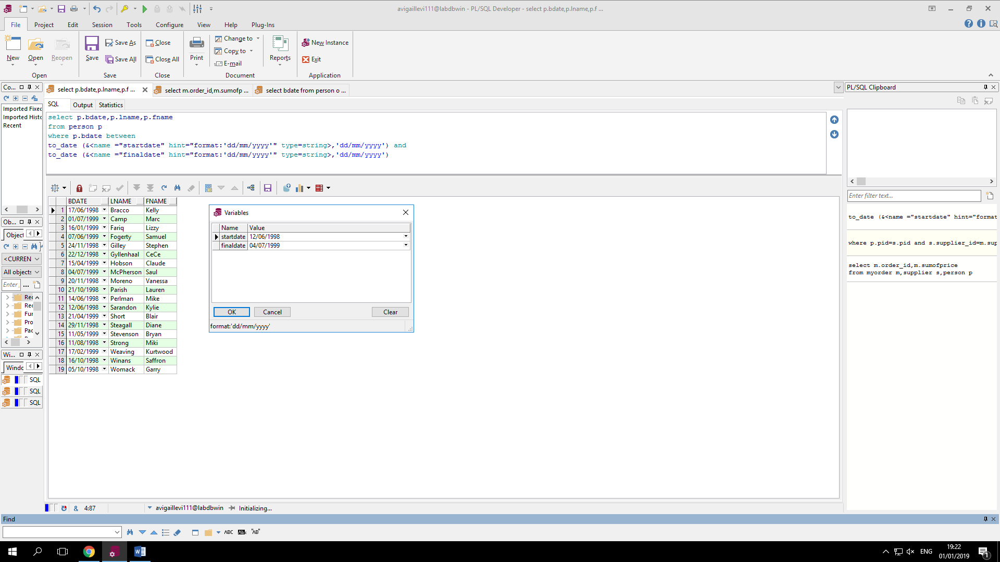 avigaillevi111@labdbwin - PL/SQL Developer - select p.bdate,p.lname,p.f ...
File Project Edit Session Tools Configure View Help Plug-Ins
New Open Reopen Open
Save Save As Save All Save
Close Close All Close
Print Change to Copy to E-mail Reports Document
New Instance Exit Application
Co...
Imported Fixed
Imported Histo
Recent
select p.bdate,p.lname,p.f ... select m.order_id,m.sumofp ... select bdate from person o ...
SQL Output Statistics
select p.bdate,p.lname,p.fname
from person p
where p.bdate between
to_date (&<name ="startdate" hint="format:'dd/mm/yyyy'" type=string>,'dd/mm/yyyy') and
to_date (&<name ="finaldate" hint="format:'dd/mm/yyyy'" type=string>,'dd/mm/yyyy')
BDATE LNAME FNAME
1 17/06/1998 Bracco Kelly
2 01/07/1999 Camp Marc
3 16/01/1999 Fariq Lizzy
4 07/06/1999 Fogerty Samuel
5 24/11/1998 Gilley Stephen
6 22/12/1998 Gyllenhaal CeCe
7 15/04/1999 Hobson Claude
8 04/07/1999 McPherson Saul
9 20/11/1998 Moreno Vanessa
10 21/10/1998 Parish Lauren
11 14/06/1998 Perlman Mike
12 12/06/1998 Sarandon Kylie
13 21/04/1999 Short Blair
14 29/11/1998 Steagall Diane
15 11/05/1999 Stevenson Bryan
16 11/08/1998 Strong Miki
17 17/02/1999 Weaving Kurtwood
18 16/10/1998 Winans Saffron
19 05/10/1998 Womack Garry
Variables
Name Value
startdate 12/06/1998
finaldate 04/07/1999
OK Cancel Clear
format:'dd/mm/yyyy'
Ob...
Object
<CURREN
All objects
Enter ...
Rec
Rec
Fur
Pro
Pac
Wi...
Windo
SQL
SQL
SQL
PL/SQL Clipboard
Enter filter text...
to_date (&<name ="startdate" hint="format
where p.pid=s.pid and s.supplier_id=m.sup
select m.order_id,m.sumofprice
from myorder m,supplier s,person p
& 4:87 avigaillevi111@labdbwin Initializing...
Find
ABC AB "AB"
ENG 19:22
01/01/2019
1